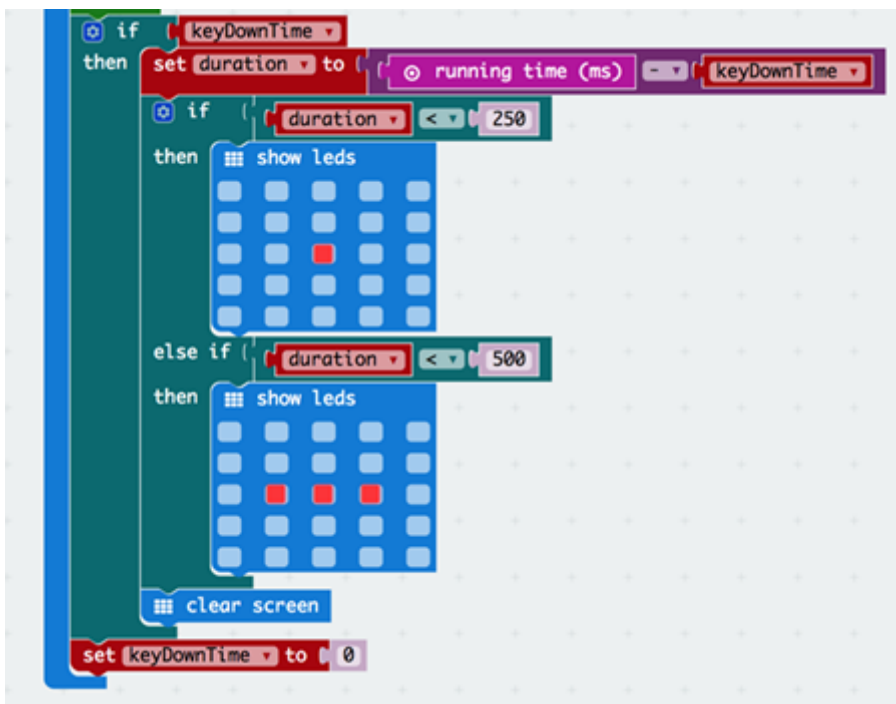 if keyDownTime
then set duration to running time (ms) - keyDownTime
if duration < 250
then show leds
else if duration < 500
then show leds
clear screen
set keyDownTime to 0